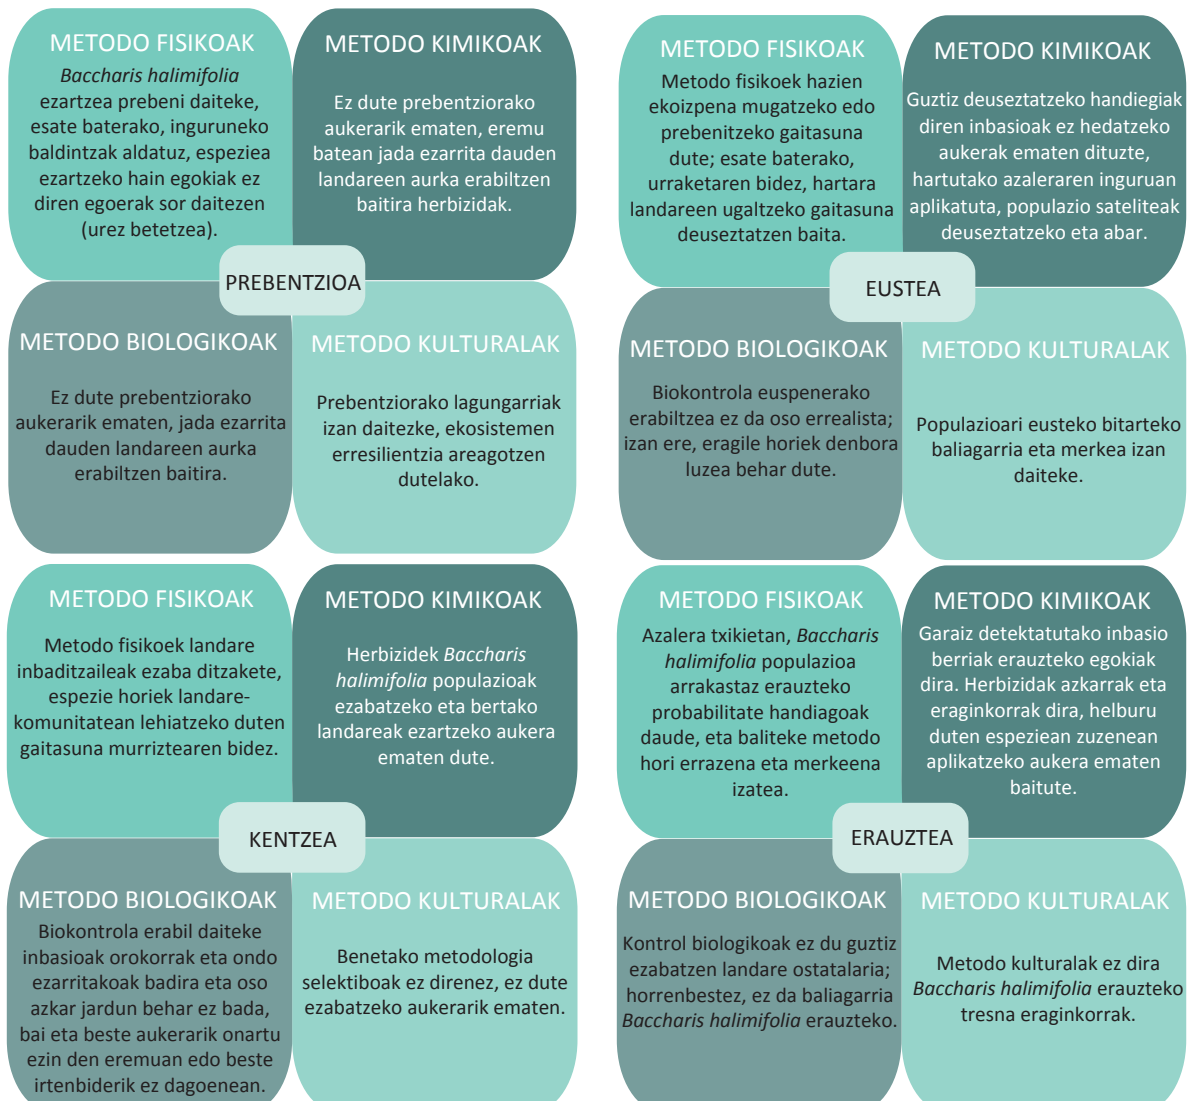 METODO FISIKOAK
Baccharis halimifolia
ezartzea prebeni daiteke,
esate baterako, inguruneko
baldintzak aldatuz, espeziea
ezartzeko hain egokiak ez
diren egoerak sor daitezen
(urez betetzea).
METODO KIMIKOAK
Ez dute prebentziorako
aukerarik ematen, eremu
batean jada ezarrita dauden
landareen aurka erabiltzen
baitira herbizidak.
PREBENTZIOA
METODO BIOLOGIKOAK
Ez dute prebentziorako
aukerarik ematen, jada ezarrita
dauden landareen aurka
erabiltzen baitira.
METODO KULTURALAK
Prebentziorako lagungarriak
izan daitezke, ekosistemen
erresilientzia areagotzen
dutelako.
METODO FISIKOAK
Metodo fisikoek hazien
ekoizpena mugatzeko edo
prebenitzeko gaitasuna
dute; esate baterako,
urraketaren bidez, hartara
landareen ugaltzeko gaitasuna
deuseztatzen baita.
METODO KIMIKOAK
Guztiz deuseztatzeko handiegiak
diren inbasioak ez hedatzeko
aukerak ematen dituzte,
hartutako azaleraren inguruan
aplikatuta, populazio sateliteak
deuseztatzeko eta abar.
EUSTEA
METODO BIOLOGIKOAK
Biokontrola euspenerako
erabiltzea ez da oso errealista;
izan ere, eragile horiek denbora
luzea behar dute.
METODO KULTURALAK
Populazioari eusteko bitarteko
baliagarria eta merkea izan
daiteke.
METODO FISIKOAK
Metodo fisikoek landare
inbaditzaileak ezaba ditzakete,
espezie horiek landare-
komunitatean lehiatzeko duten
gaitasuna murriztearen bidez.
METODO KIMIKOAK
Herbizidek Baccharis
halimifolia populazioak
ezabatzeko eta bertako
landareak ezartzeko aukera
ematen dute.
KENTZEA
METODO BIOLOGIKOAK
Biokontrola erabil daiteke
inbasioak orokorrak eta ondo
ezarritakoak badira eta oso
azkar jardun behar ez bada,
bai eta beste aukerarik onartu
ezin den eremuan edo beste
irtenbiderik ez dagoenean.
METODO KULTURALAK
Benetako metodologia
selektiboak ez direnez, ez dute
ezabatzeko aukerarik ematen.
METODO FISIKOAK
Azalera txikietan, Baccharis
halimifolia populazioa
arrakastaz erauzteko
probabilitate handiagoak
daude, eta baliteke metodo
hori errazena eta merkeena
izatea.
METODO KIMIKOAK
Garaiz detektatutako inbasio
berriak erauzteko egokiak
dira. Herbizidak azkarrak eta
eraginkorrak dira, helburu
duten espeziean zuzenean
aplikatzeko aukera ematen
baitute.
ERAUZTEA
METODO BIOLOGIKOAK
Kontrol biologikoak ez du guztiz
ezabatzen landare ostatalaria;
horrenbestez, ez da baliagarria
Baccharis halimifolia erauzteko.
METODO KULTURALAK
Metodo kulturalak ez dira
Baccharis halimifolia erauzteko
tresna eraginkorrak.